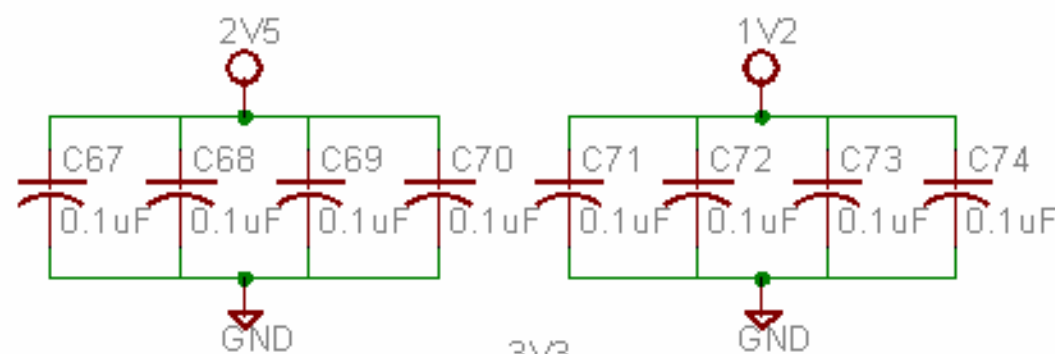 2V5 1V2
C67 C68 C69 C70 C71 C72 C73 C74
0.1uF 0.1uF 0.1uF 0.1uF 0.1uF 0.1uF 0.1uF 0.1uF
GND GND
3V3